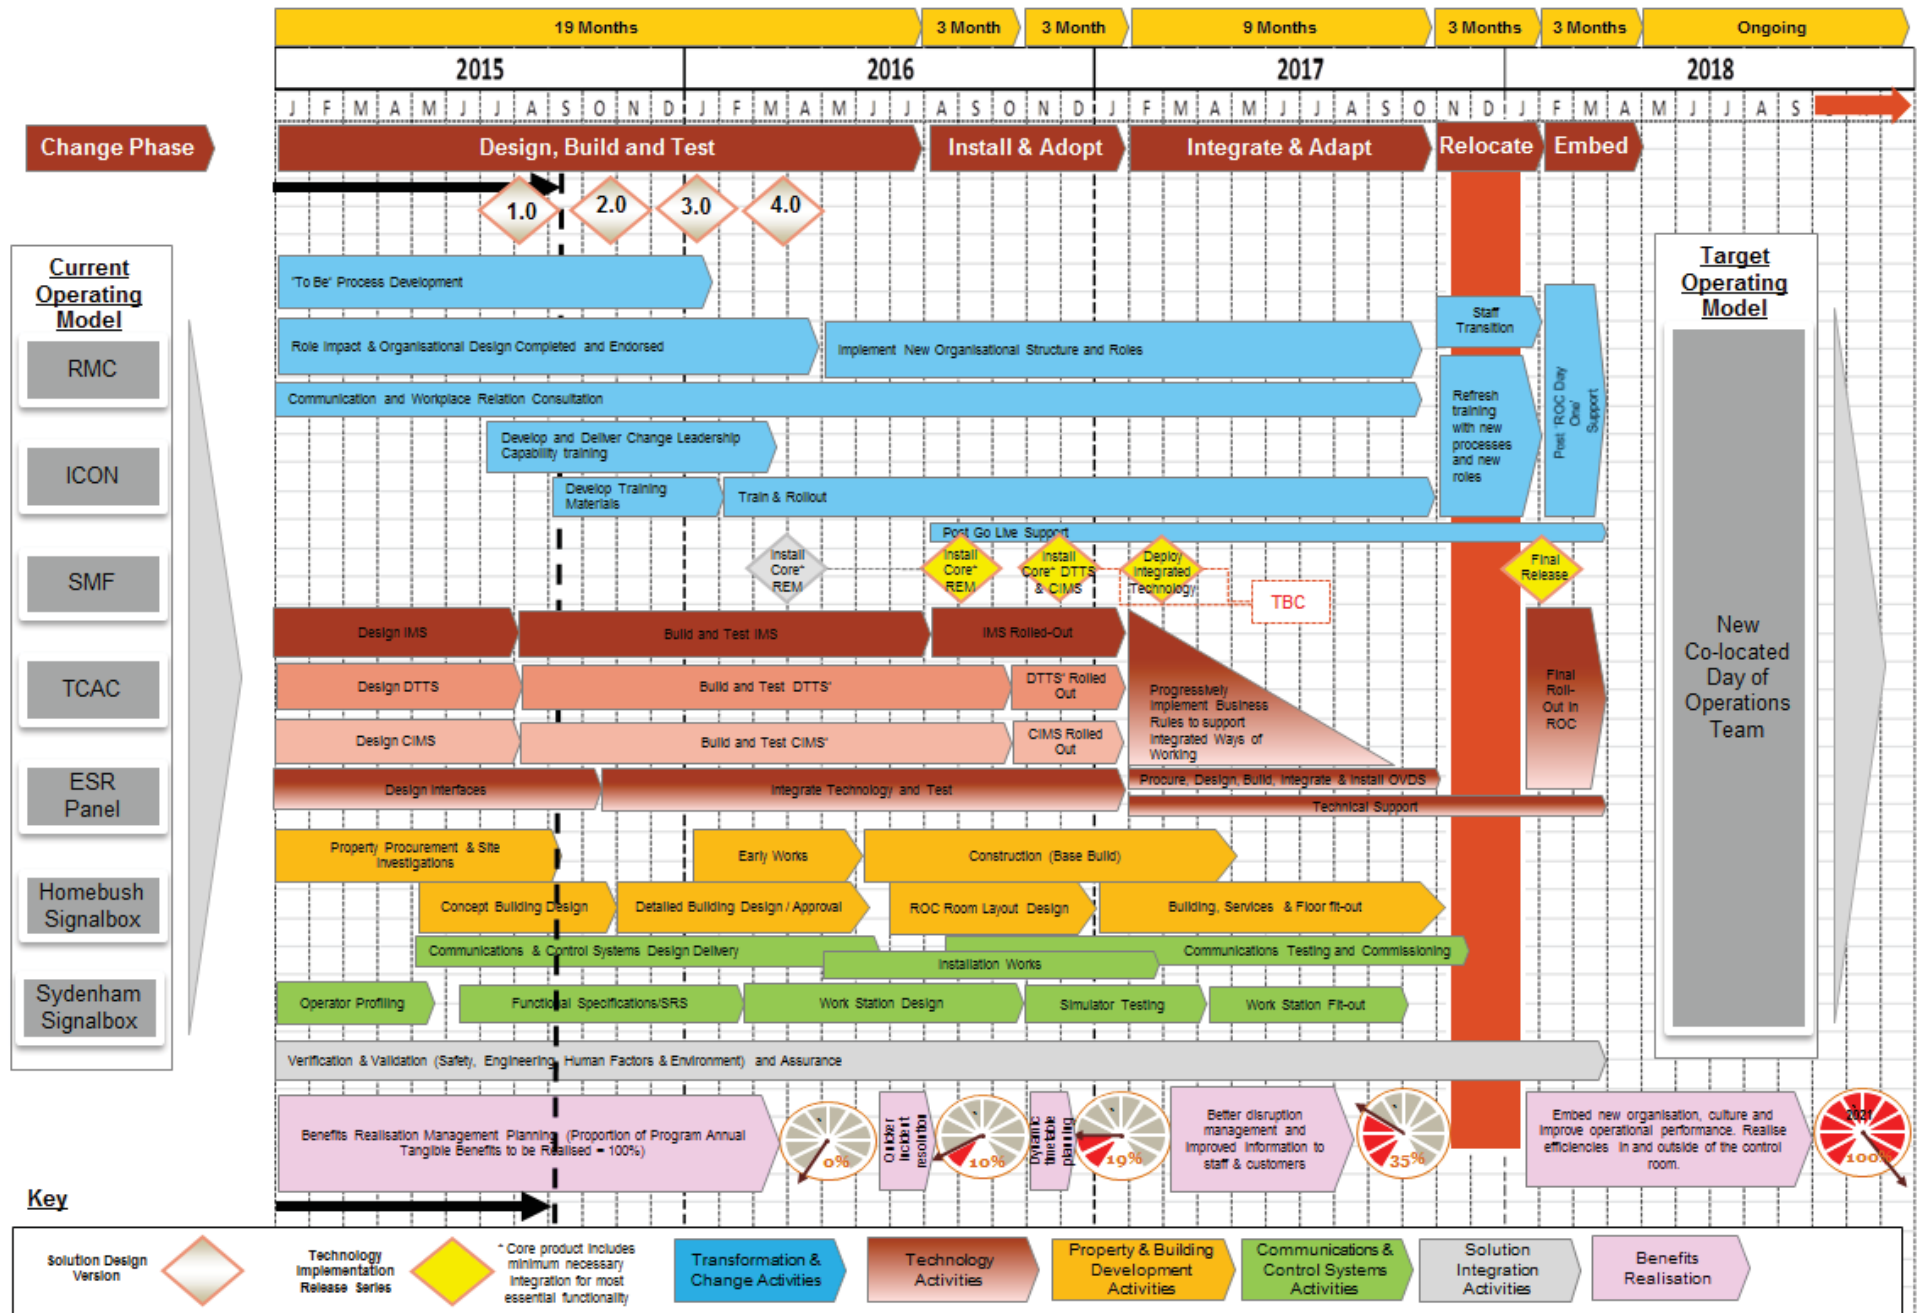 19 Months
3 Month
3 Month
9 Months
3 Months
3 Months
Ongoing
2015
2016
2017
2018
J F M A M J J A S O N D J F M A M J J A S O N D J F M A M J J A S O N D J F M A M J J A S
Change Phase
Design, Build and Test
Install & Adopt
Integrate & Adapt
Relocate
Embed
1.0
2.0
3.0
4.0
Current
Operating
Model
RMC
ICON
SMF
TCAC
ESR
Panel
Homebush
Signalbox
Sydenham
Signalbox
Target
Operating
Model
New
Co-located
Day of
Operations
Team
"To Be" Process Development
Role Impact & Organisational Design Completed and Endorsed
Implement New Organisational Structure and Roles
Staff
Transition
Communication and Workplace Relation Consultation
Refresh
training
with new
processes
and new
roles
Post 'ROC Day
One'
Support
Develop and Deliver Change Leadership
Capability training
Develop Training
Materials
Train & Rollout
Post Go Live Support
Install
Core*
REM
Install
Core*
REM
Install
Core* DTTS
& CIMS
Deploy
Integrated
Technology
TBC
Final
Release
Design IMS
Build and Test IMS
IMS Rolled-Out
Design DTTS
Build and Test DTTS*
DTTS* Rolled
Out
Design CIMS
Build and Test CIMS*
CIMS Rolled
Out
Progressively
Implement Business
Rules to support
Integrated Ways of
Working
Final
Roll-
Out in
ROC
Design Interfaces
Integrate Technology and Test
Procure, Design, Build, Integrate & Install OVDS
Technical Support
Property Procurement & Site
Investigations
Early Works
Construction (Base Build)
Concept Building Design
Detailed Building Design / Approval
ROC Room Layout Design
Building, Services & Floor fit-out
Communications & Control Systems Design Delivery
Installation Works
Communications Testing and Commissioning
Operator Profiling
Functional Specifications/SRS
Work Station Design
Simulator Testing
Work Station Fit-out
Verification & Validation (Safety, Engineering, Human Factors & Environment) and Assurance
Benefits Realisation Management Planning (Proportion of Program Annual
Tangible Benefits to be Realised = 100%)
0%
Quicker
incident
resolution
10%
Dynamic
timetable
planning
19%
Better disruption
management and
improved information to
staff & customers
35%
Embed new organisation, culture and
improve operational performance. Realise
efficiencies in and outside of the control
room.
2021
100%
Key
Solution Design
Version
Technology
Implementation
Release Series
* Core product includes
minimum necessary
integration for most
essential functionality
Transformation &
Change Activities
Technology
Activities
Property & Building
Development
Activities
Communications &
Control Systems
Activities
Solution
Integration
Activities
Benefits
Realisation